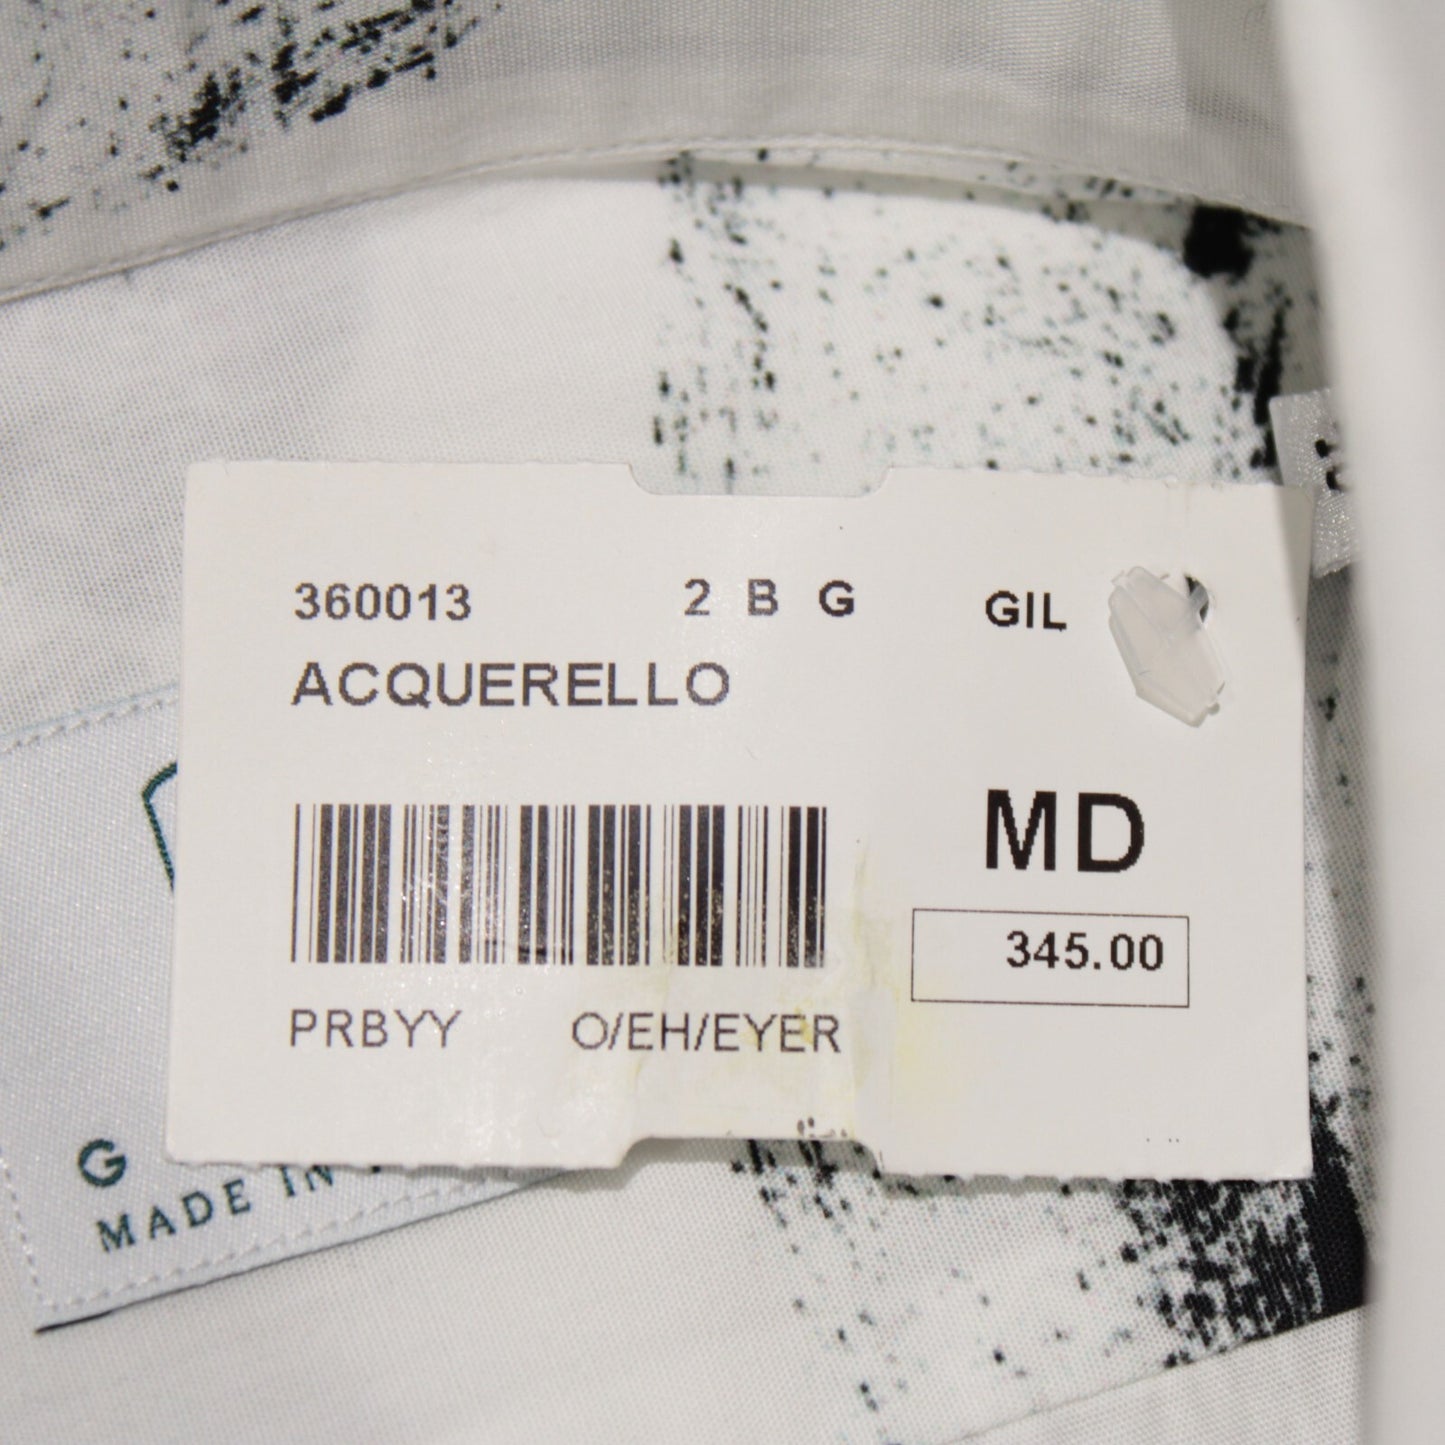 360013 2 B G GIL
ACQUERELLO
MD
345.00
PRBYY O/EH/EYER
G
MADE IN